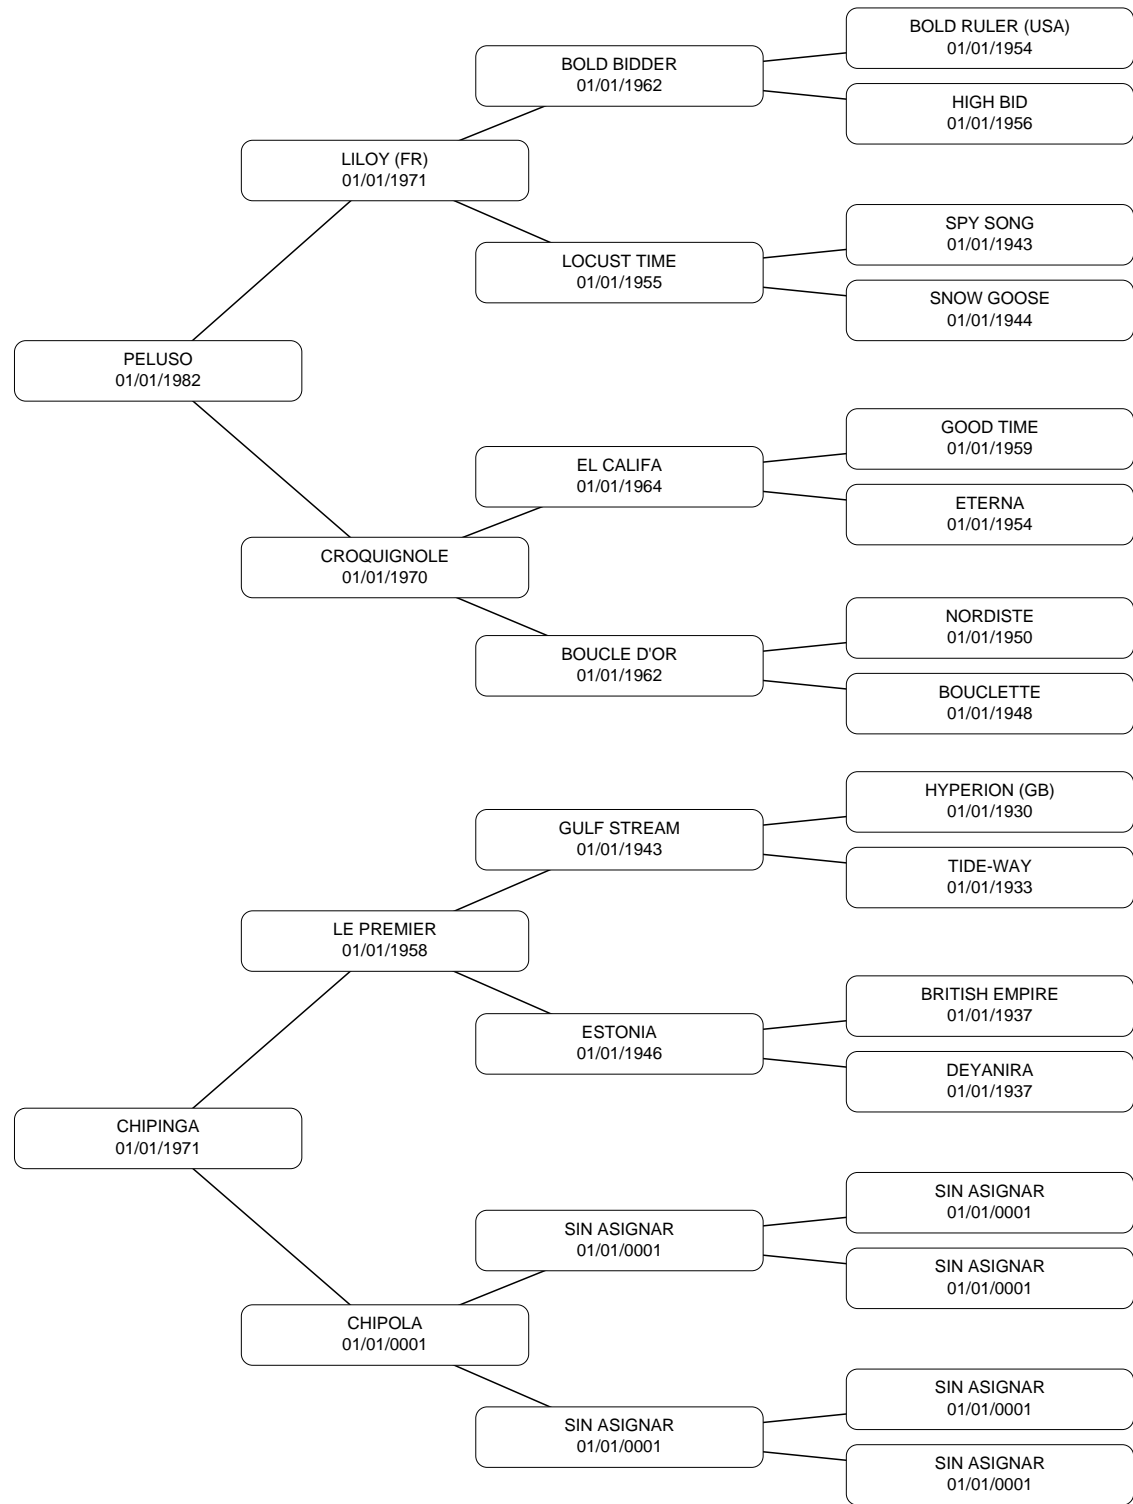 BOLD RULER (USA)
01/01/1954
BOLD BIDDER
01/01/1962
HIGH BID
01/01/1956
LILOY (FR)
01/01/1971
SPY SONG
01/01/1943
LOCUST TIME
01/01/1955
SNOW GOOSE
01/01/1944
PELUSO
01/01/1982
GOOD TIME
01/01/1959
EL CALIFA
01/01/1964
ETERNA
01/01/1954
CROQUIGNOLE
01/01/1970
NORDISTE
01/01/1950
BOUCLE D'OR
01/01/1962
BOUCLETTE
01/01/1948
HYPERION (GB)
01/01/1930
GULF STREAM
01/01/1943
TIDE-WAY
01/01/1933
LE PREMIER
01/01/1958
BRITISH EMPIRE
01/01/1937
ESTONIA
01/01/1946
DEYANIRA
01/01/1937
CHIPINGA
01/01/1971
SIN ASIGNAR
01/01/0001
SIN ASIGNAR
01/01/0001
SIN ASIGNAR
01/01/0001
CHIPOLA
01/01/0001
SIN ASIGNAR
01/01/0001
SIN ASIGNAR
01/01/0001
SIN ASIGNAR
01/01/0001